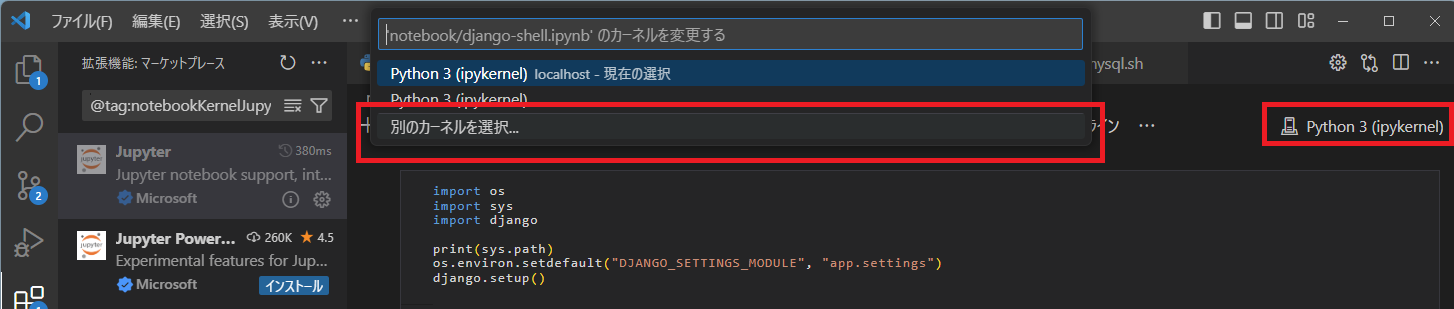 ファイル(F) 編集(E) 選択(S) 表示(V) ···
'notebook/django-shell.ipynb' のカーネルを変更する
Python 3 (ipykernel) localhost - 現在の選択
Python 3 (ipykernel)
別のカーネルを選択...
拡張機能: マーケットプレース ···
@tag:notebookKernelJupy
Jupyter 380ms
Jupyter notebook support, int...
Microsoft
Jupyter Power... 260K 4.5
Experimental features for Jup...
Microsoft インストール
1
2
1
mysql.sh ···
ライン ···
Python 3 (ipykernel)
import os
import sys
import django
print(sys.path)
os.environ.setdefault("DJANGO_SETTINGS_MODULE", "app.settings")
django.setup()